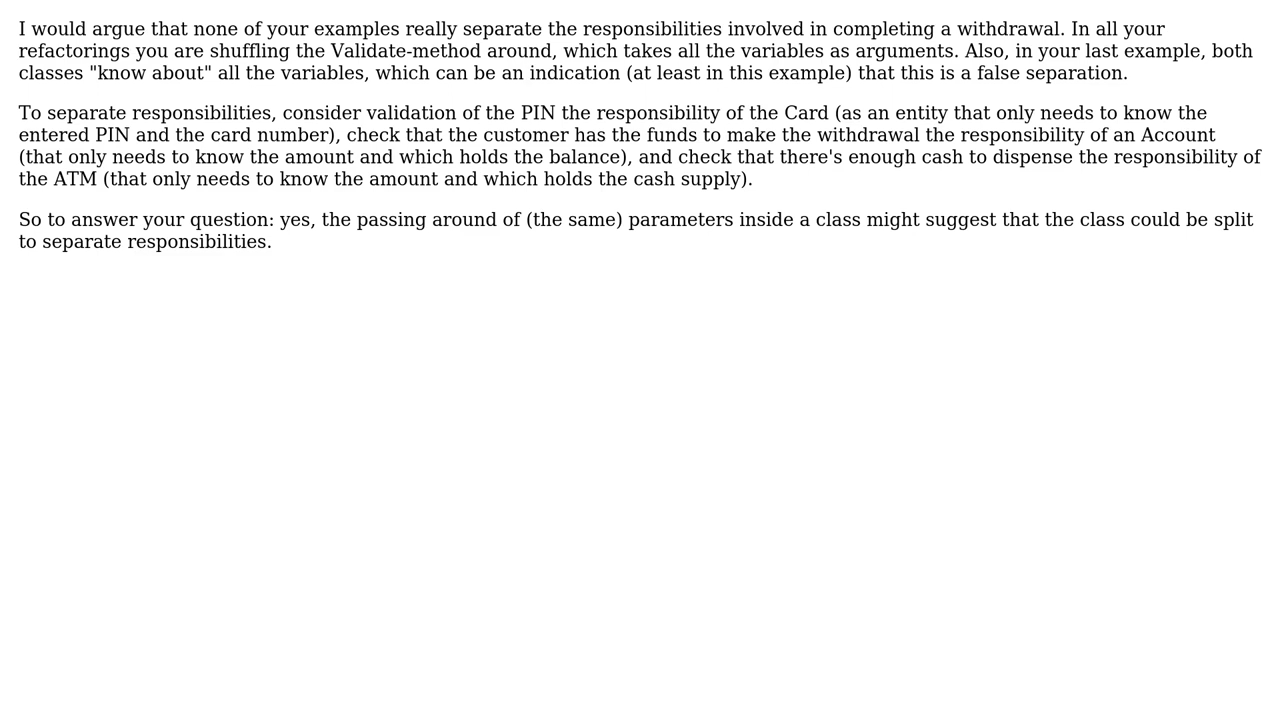 I would argue that none of your examples really separate the responsibilities involved in completing a withdrawal. In all your
refactorings you are shuffling the Validate-method around, which takes all the variables as arguments. Also, in your last example, both
classes "know about" all the variables, which can be an indication (at least in this example) that this is a false separation.
To separate responsibilities, consider validation of the PIN the responsibility of the Card (as an entity that only needs to know the
entered PIN and the card number), check that the customer has the funds to make the withdrawal the responsibility of an Account
(that only needs to know the amount and which holds the balance), and check that there's enough cash to dispense the responsibility of
the ATM (that only needs to know the amount and which holds the cash supply).
So to answer your question: yes, the passing around of (the same) parameters inside a class might suggest that the class could be split
to separate responsibilities.